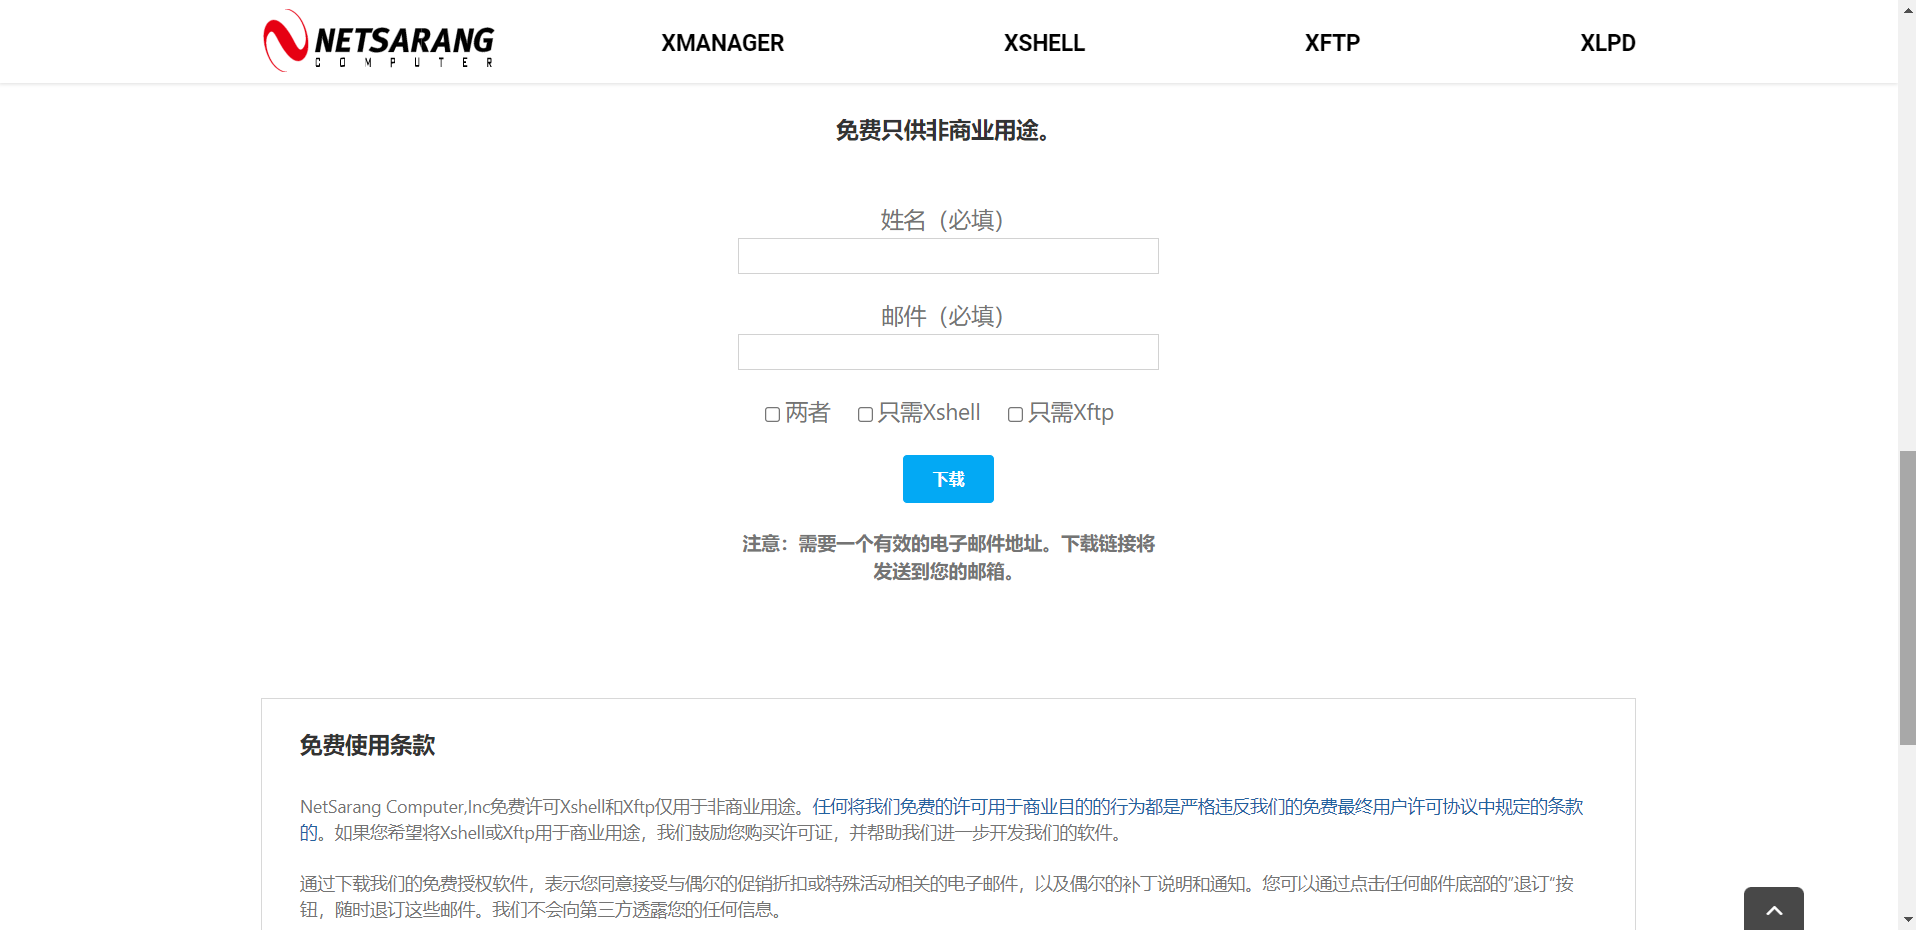 NETSARANG
COMPUTER
XMANAGER
XSHELL
XFTP
XLPD
免费只供非商业用途。
姓名（必填）
邮件（必填）
两者 只需Xshell 只需Xftp
下载
注意：需要一个有效的电子邮件地址。下载链接将
发送到您的邮箱。
免费使用条款
NetSarang Computer,Inc免费许可Xshell和Xftp仅用于非商业用途。任何将我们免费的许可用于商业目的的行为都是严格违反我们的免费最终用户许可协议中规定的条款
的。如果您希望将Xshell或Xftp用于商业用途，我们鼓励您购买许可证，并帮助我们进一步开发我们的软件。
通过下载我们的免费授权软件，表示您同意接受与偶尔的促销折扣或特殊活动相关的电子邮件，以及偶尔的补丁说明和通知。您可以通过点击任何邮件底部的“退订”按
钮，随时退订这些邮件。我们不会向第三方透露您的任何信息。